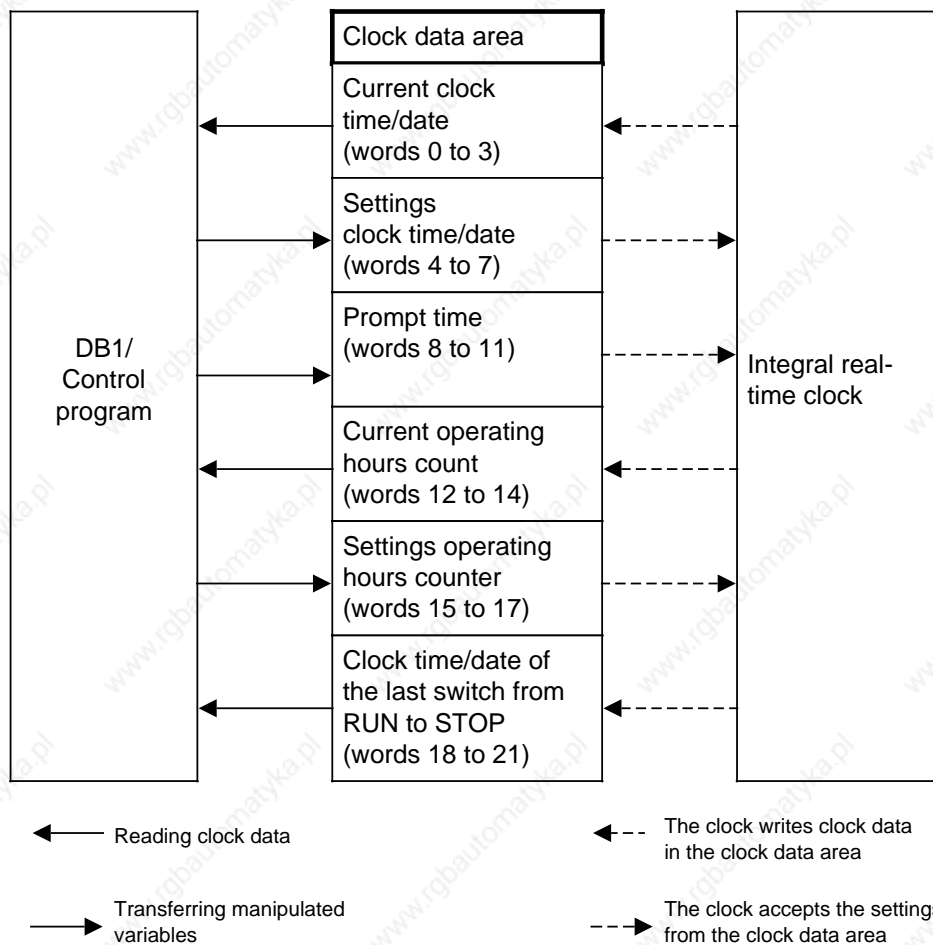 Clock data area
Current clock
time/date
(words 0 to 3)
Settings
clock time/date
(words 4 to 7)
Prompt time
(words 8 to 11)
DB1/
Control
program
Integral real-
time clock
Current operating
hours count
(words 12 to 14)
Settings operating
hours counter
(words 15 to 17)
Clock time/date of
the last switch from
RUN to STOP
(words 18 to 21)
Reading clock data
The clock writes clock data
in the clock data area
Transferring manipulated
variables
The clock accepts the settings
from the clock data area
www.rgbautomatyka.pl